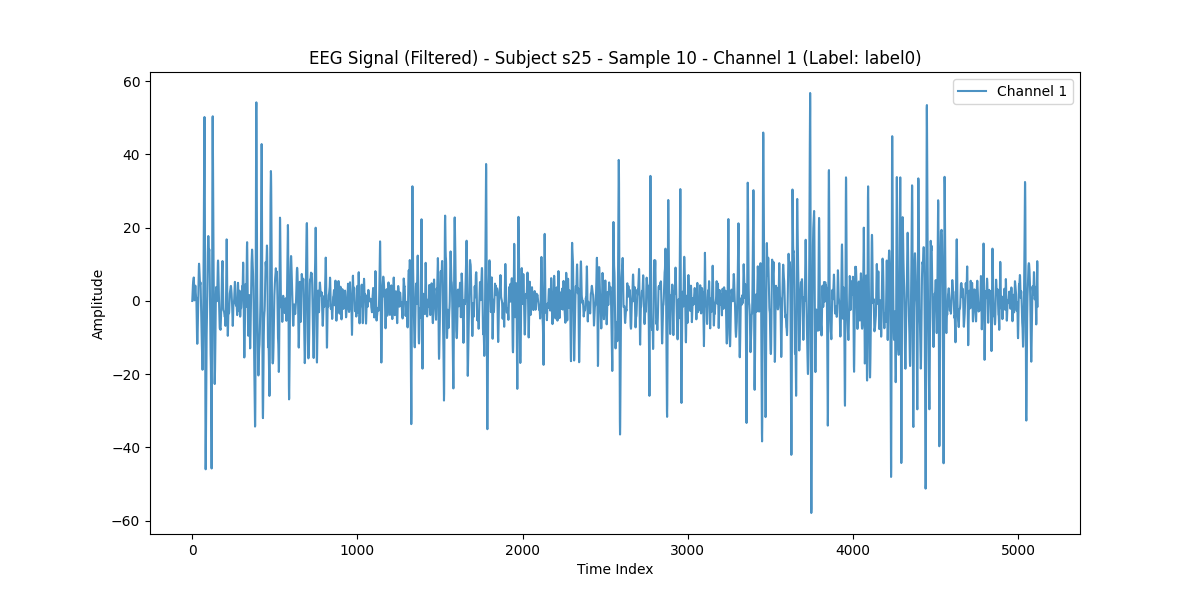 EEG Signal (Filtered) - Subject s25 - Sample 10 - Channel 1 (Label: label0)
Channel 1
60
40
20
0
−20
−40
−60
Amplitude
0 1000 2000 3000 4000 5000
Time Index